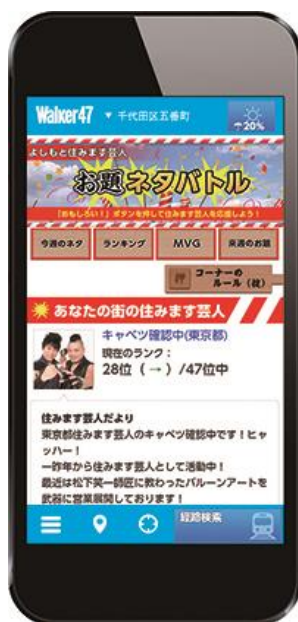 Walker47
▼ 千代田区五番町
20%
よしもと住みます芸人
お題ネタバトル
「おもしろい！」ボタンを押して住みます芸人を応援しよう！
今週のネタ
ランキング
MVG
来週のお題
コーナーの
ルール（仮）
あなたの街の住みます芸人
キャベツ確認中(東京都)
現在のランク：
28位（→）/47位中
住みます芸人だより
東京都住みます芸人のキャベツ確認中です！ヒャ
ッハー！
一昨年から住みます芸人として活動中！
最近は松下笑一師匠に教わったバルーンアートを
武器に営業展開しております！
経路検索